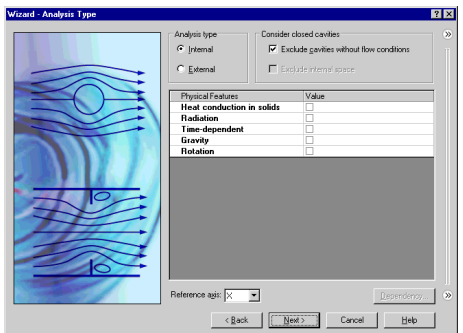 Wizard - Analysis Type
Analysis type
Internal
External
Consider closed cavities
Exclude cavities without flow conditions
Exclude internal space
Physical Features Value
Heat conduction in solids
Radiation
Time-dependent
Gravity
Rotation
Reference axis: X
Dependency...
< Back Next > Cancel Help